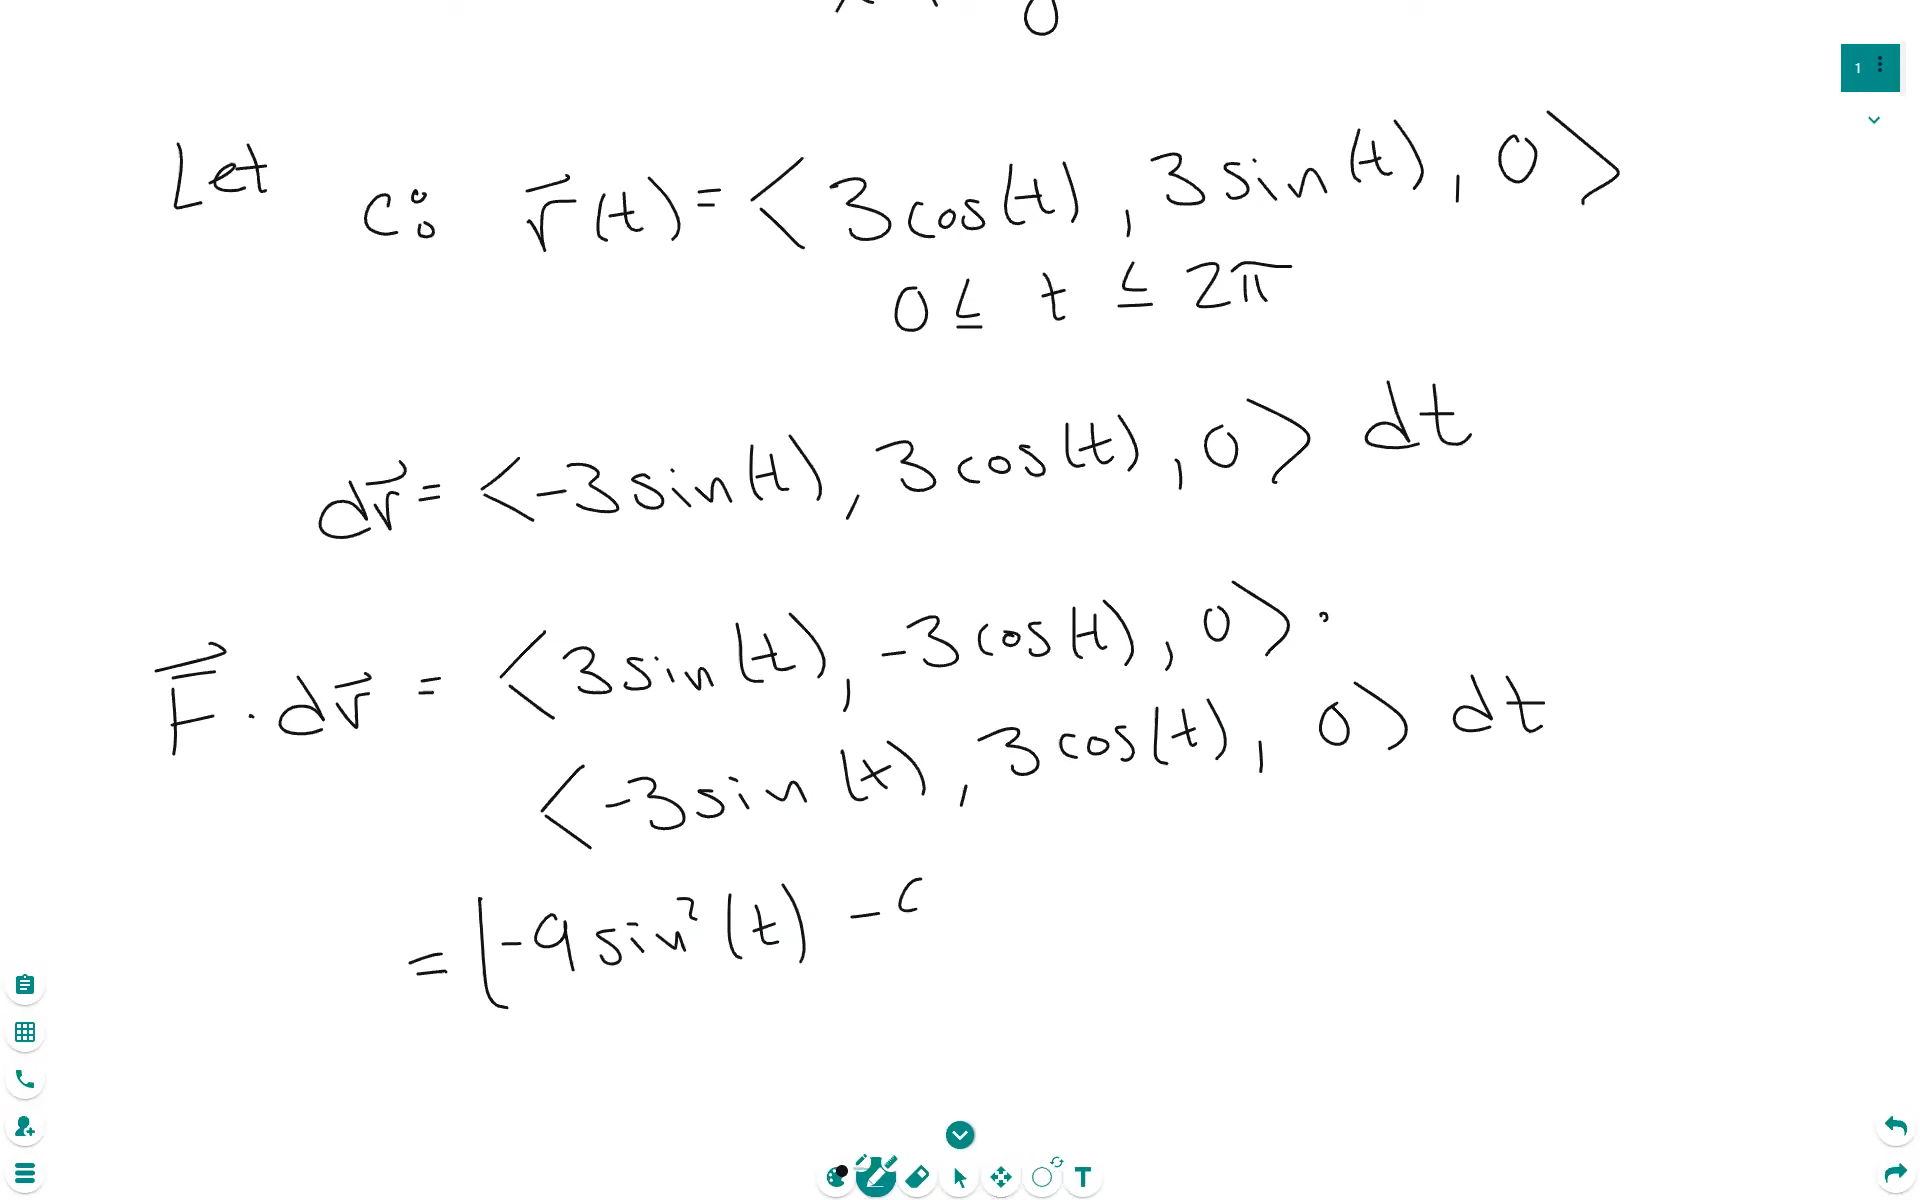 1
Let C: r⃗(t) = <3cos(t), 3sin(t), 0>
0 ≤ t ≤ 2π
dr⃗ = <-3sin(t), 3cos(t), 0> dt
F⃗ · dr⃗ = <3sin(t), -3cos(t), 0> ·
<-3sin(t), 3cos(t), 0> dt
= (-9sin²(t) -
T